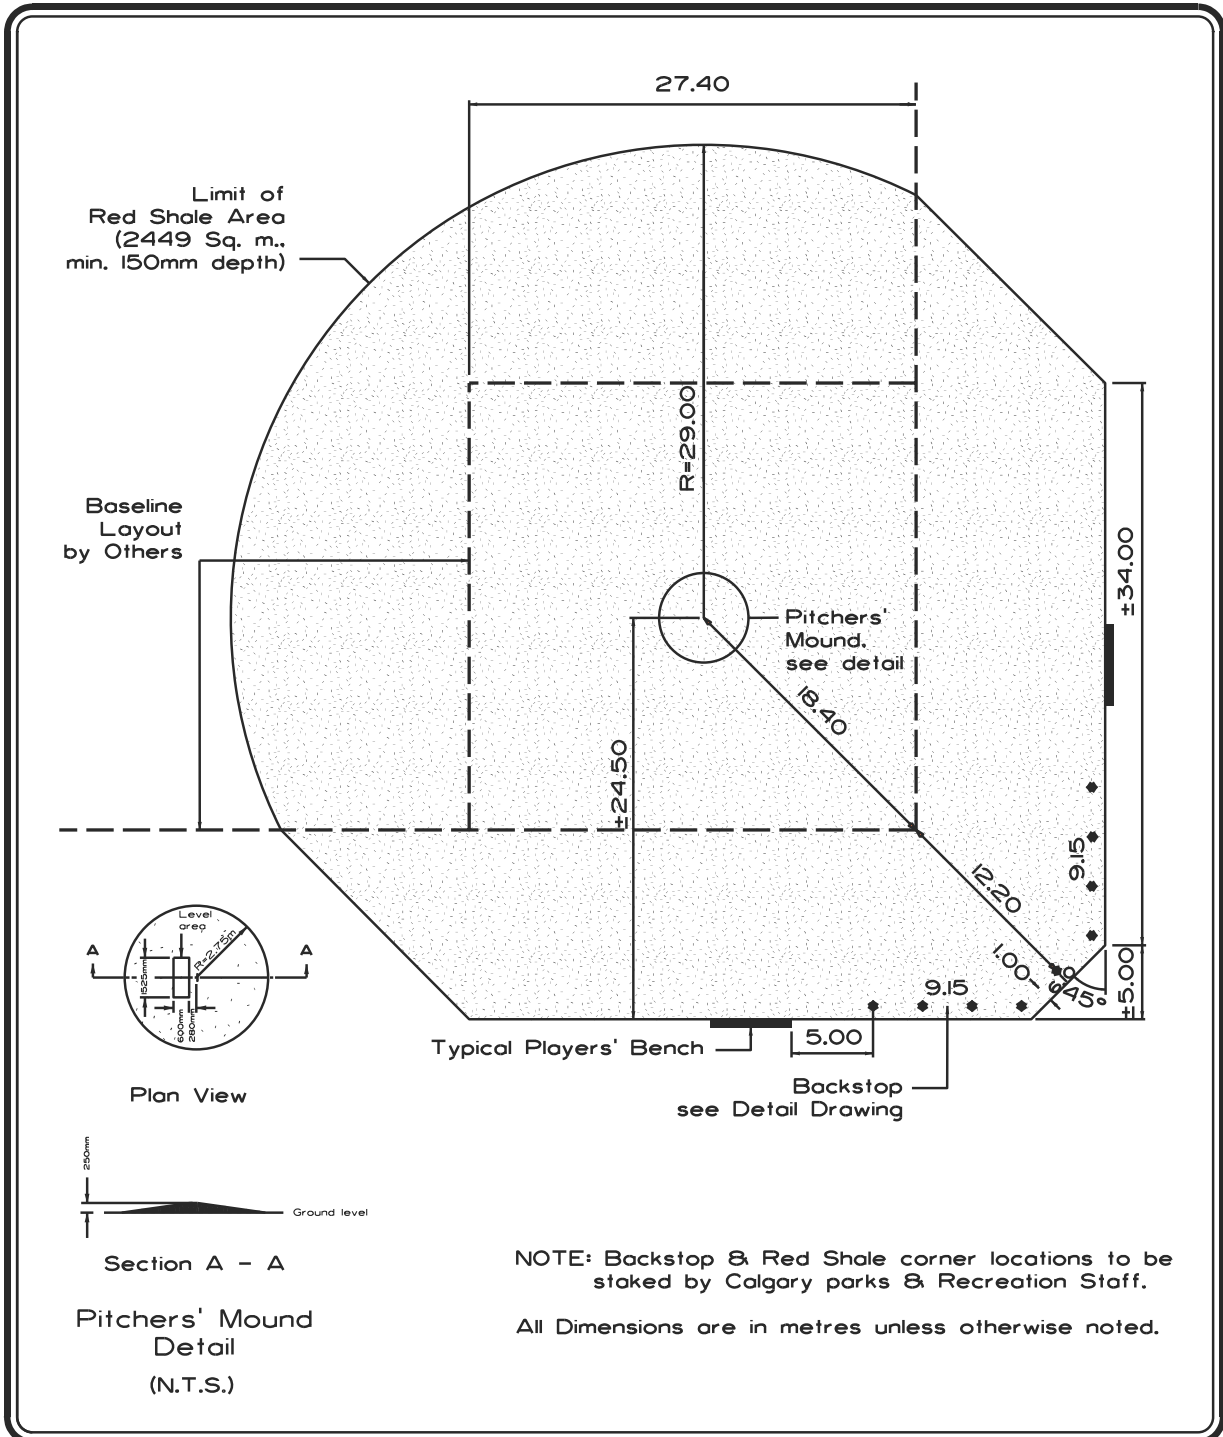 27.40
Limit of
Red Shale Area
(2449 Sq. m.,
min. 150mm depth)
R=29.00
Baseline
Layout
by Others
±34.00
Pitchers'
Mound,
see detail
18.40
±24.50
9.15
12.20
1.00
45°
±5.00
9.15
5.00
Typical Players' Bench
Backstop
see Detail Drawing
Level
area
A
A
R=2.75m
1525mm
600mm
280mm
Plan View
250mm
Ground level
Section A - A
Pitchers' Mound
Detail
(N.T.S.)
NOTE: Backstop & Red Shale corner locations to be
staked by Calgary parks & Recreation Staff.
All Dimensions are in metres unless otherwise noted.